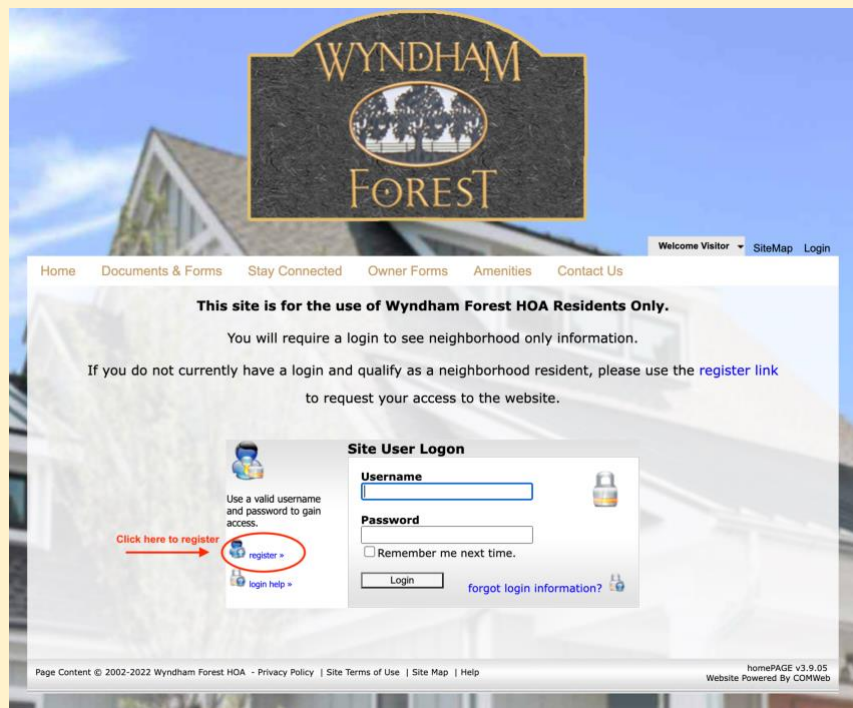 WYNDHAM
FOREST
Welcome Visitor SiteMap Login
Home Documents & Forms Stay Connected Owner Forms Amenities Contact Us
This site is for the use of Wyndham Forest HOA Residents Only.
You will require a login to see neighborhood only information.
If you do not currently have a login and qualify as a neighborhood resident, please use the register link
to request your access to the website.
Site User Logon
Username
Use a valid username
and password to gain
access.
Password
Click here to register
register »
Remember me next time.
login help »
Login
forgot login information?
Page Content © 2002-2022 Wyndham Forest HOA - Privacy Policy | Site Terms of Use | Site Map | Help
homePAGE v3.9.05
Website Powered By COMWeb